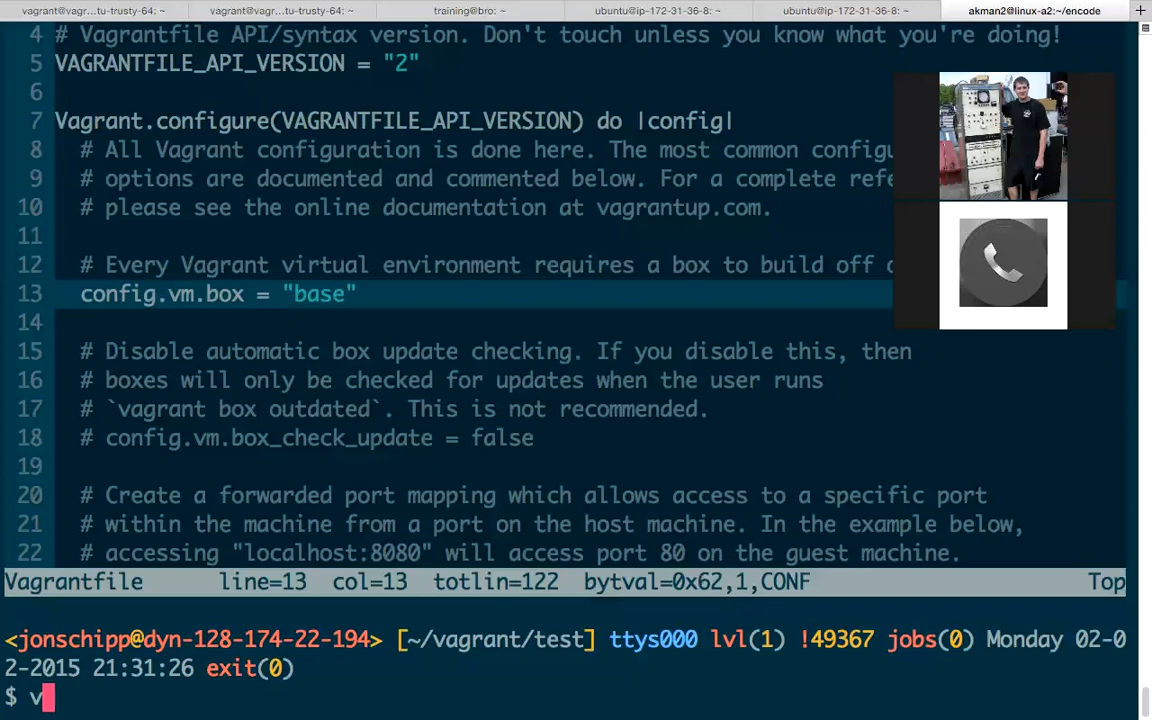 vagrant@vagr...tu-trusty-64: ~
vagrant@vagr...tu-trusty-64: ~
training@bro: ~
ubuntu@ip-172-31-36-8: ~
ubuntu@ip-172-31-36-8: ~
akman2@linux-a2:~/encode
4 # Vagrantfile API/syntax version. Don't touch unless you know what you're doing!
5 VAGRANTFILE_API_VERSION = "2"
6
7 Vagrant.configure(VAGRANTFILE_API_VERSION) do |config|
8 # All Vagrant configuration is done here. The most common configu
9 # options are documented and commented below. For a complete refe
10 # please see the online documentation at vagrantup.com.
11
12 # Every Vagrant virtual environment requires a box to build off
13 config.vm.box = "base"
14
15 # Disable automatic box update checking. If you disable this, then
16 # boxes will only be checked for updates when the user runs
17 # `vagrant box outdated`. This is not recommended.
18 # config.vm.box_check_update = false
19
20 # Create a forwarded port mapping which allows access to a specific port
21 # within the machine from a port on the host machine. In the example below,
22 # accessing "localhost:8080" will access port 80 on the guest machine.
Vagrantfile line=13 col=13 totlin=122 bytval=0x62,1,CONF Top
<jonschipp@dyn-128-174-22-194> [~/vagrant/test] ttys000 lvl(1) !49367 jobs(0) Monday 02-0
2-2015 21:31:26 exit(0)
$ v